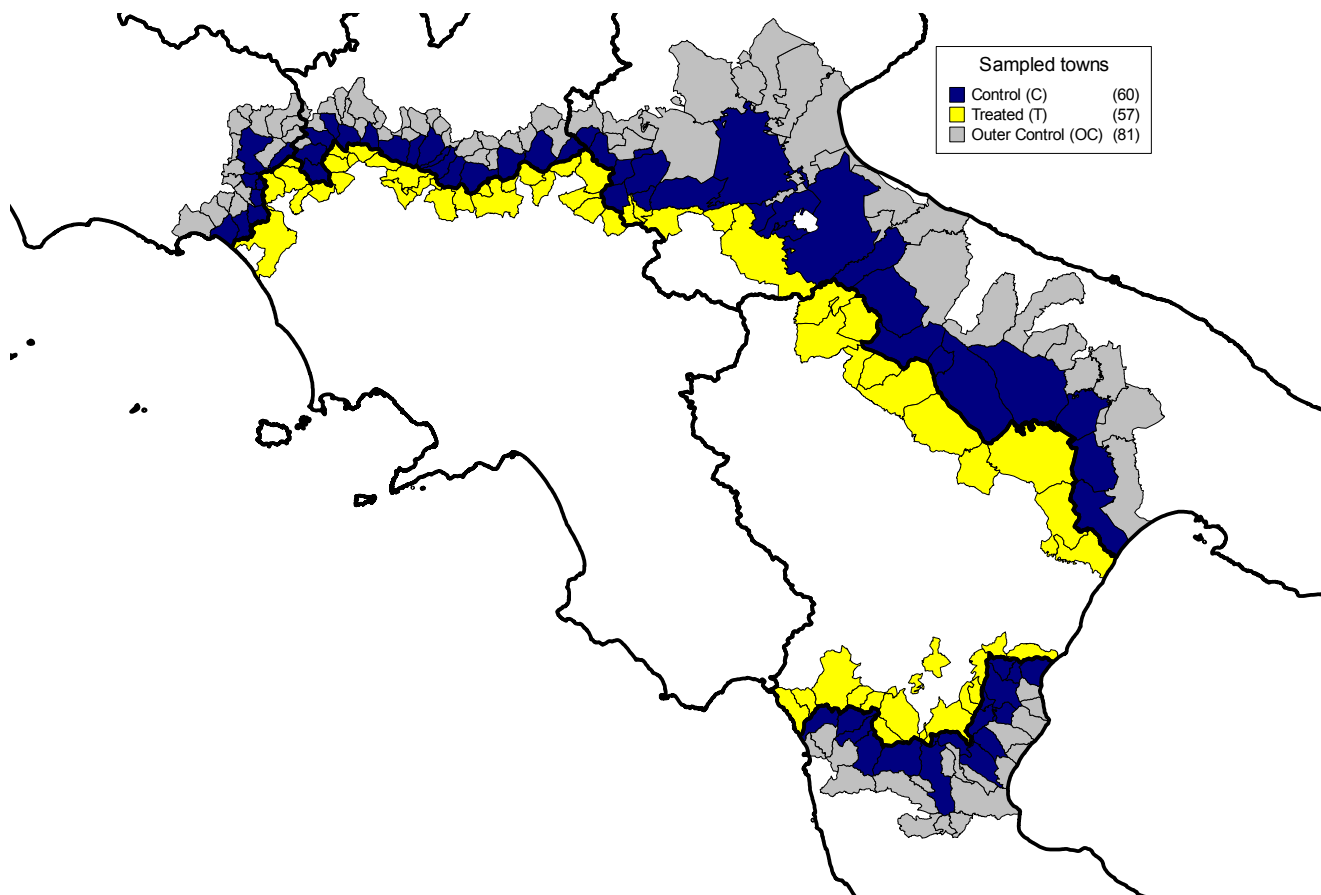 Sampled towns
Control (C) (60)
Treated (T) (57)
Outer Control (OC) (81)